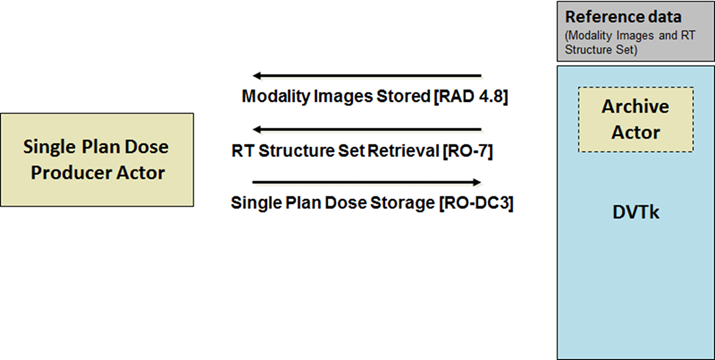 Reference data
(Modality Images and RT
Structure Set)
Modality Images Stored [RAD 4.8]
Archive
Actor
Single Plan Dose
Producer Actor
RT Structure Set Retrieval [RO-7]
Single Plan Dose Storage [RO-DC3]
DVTk